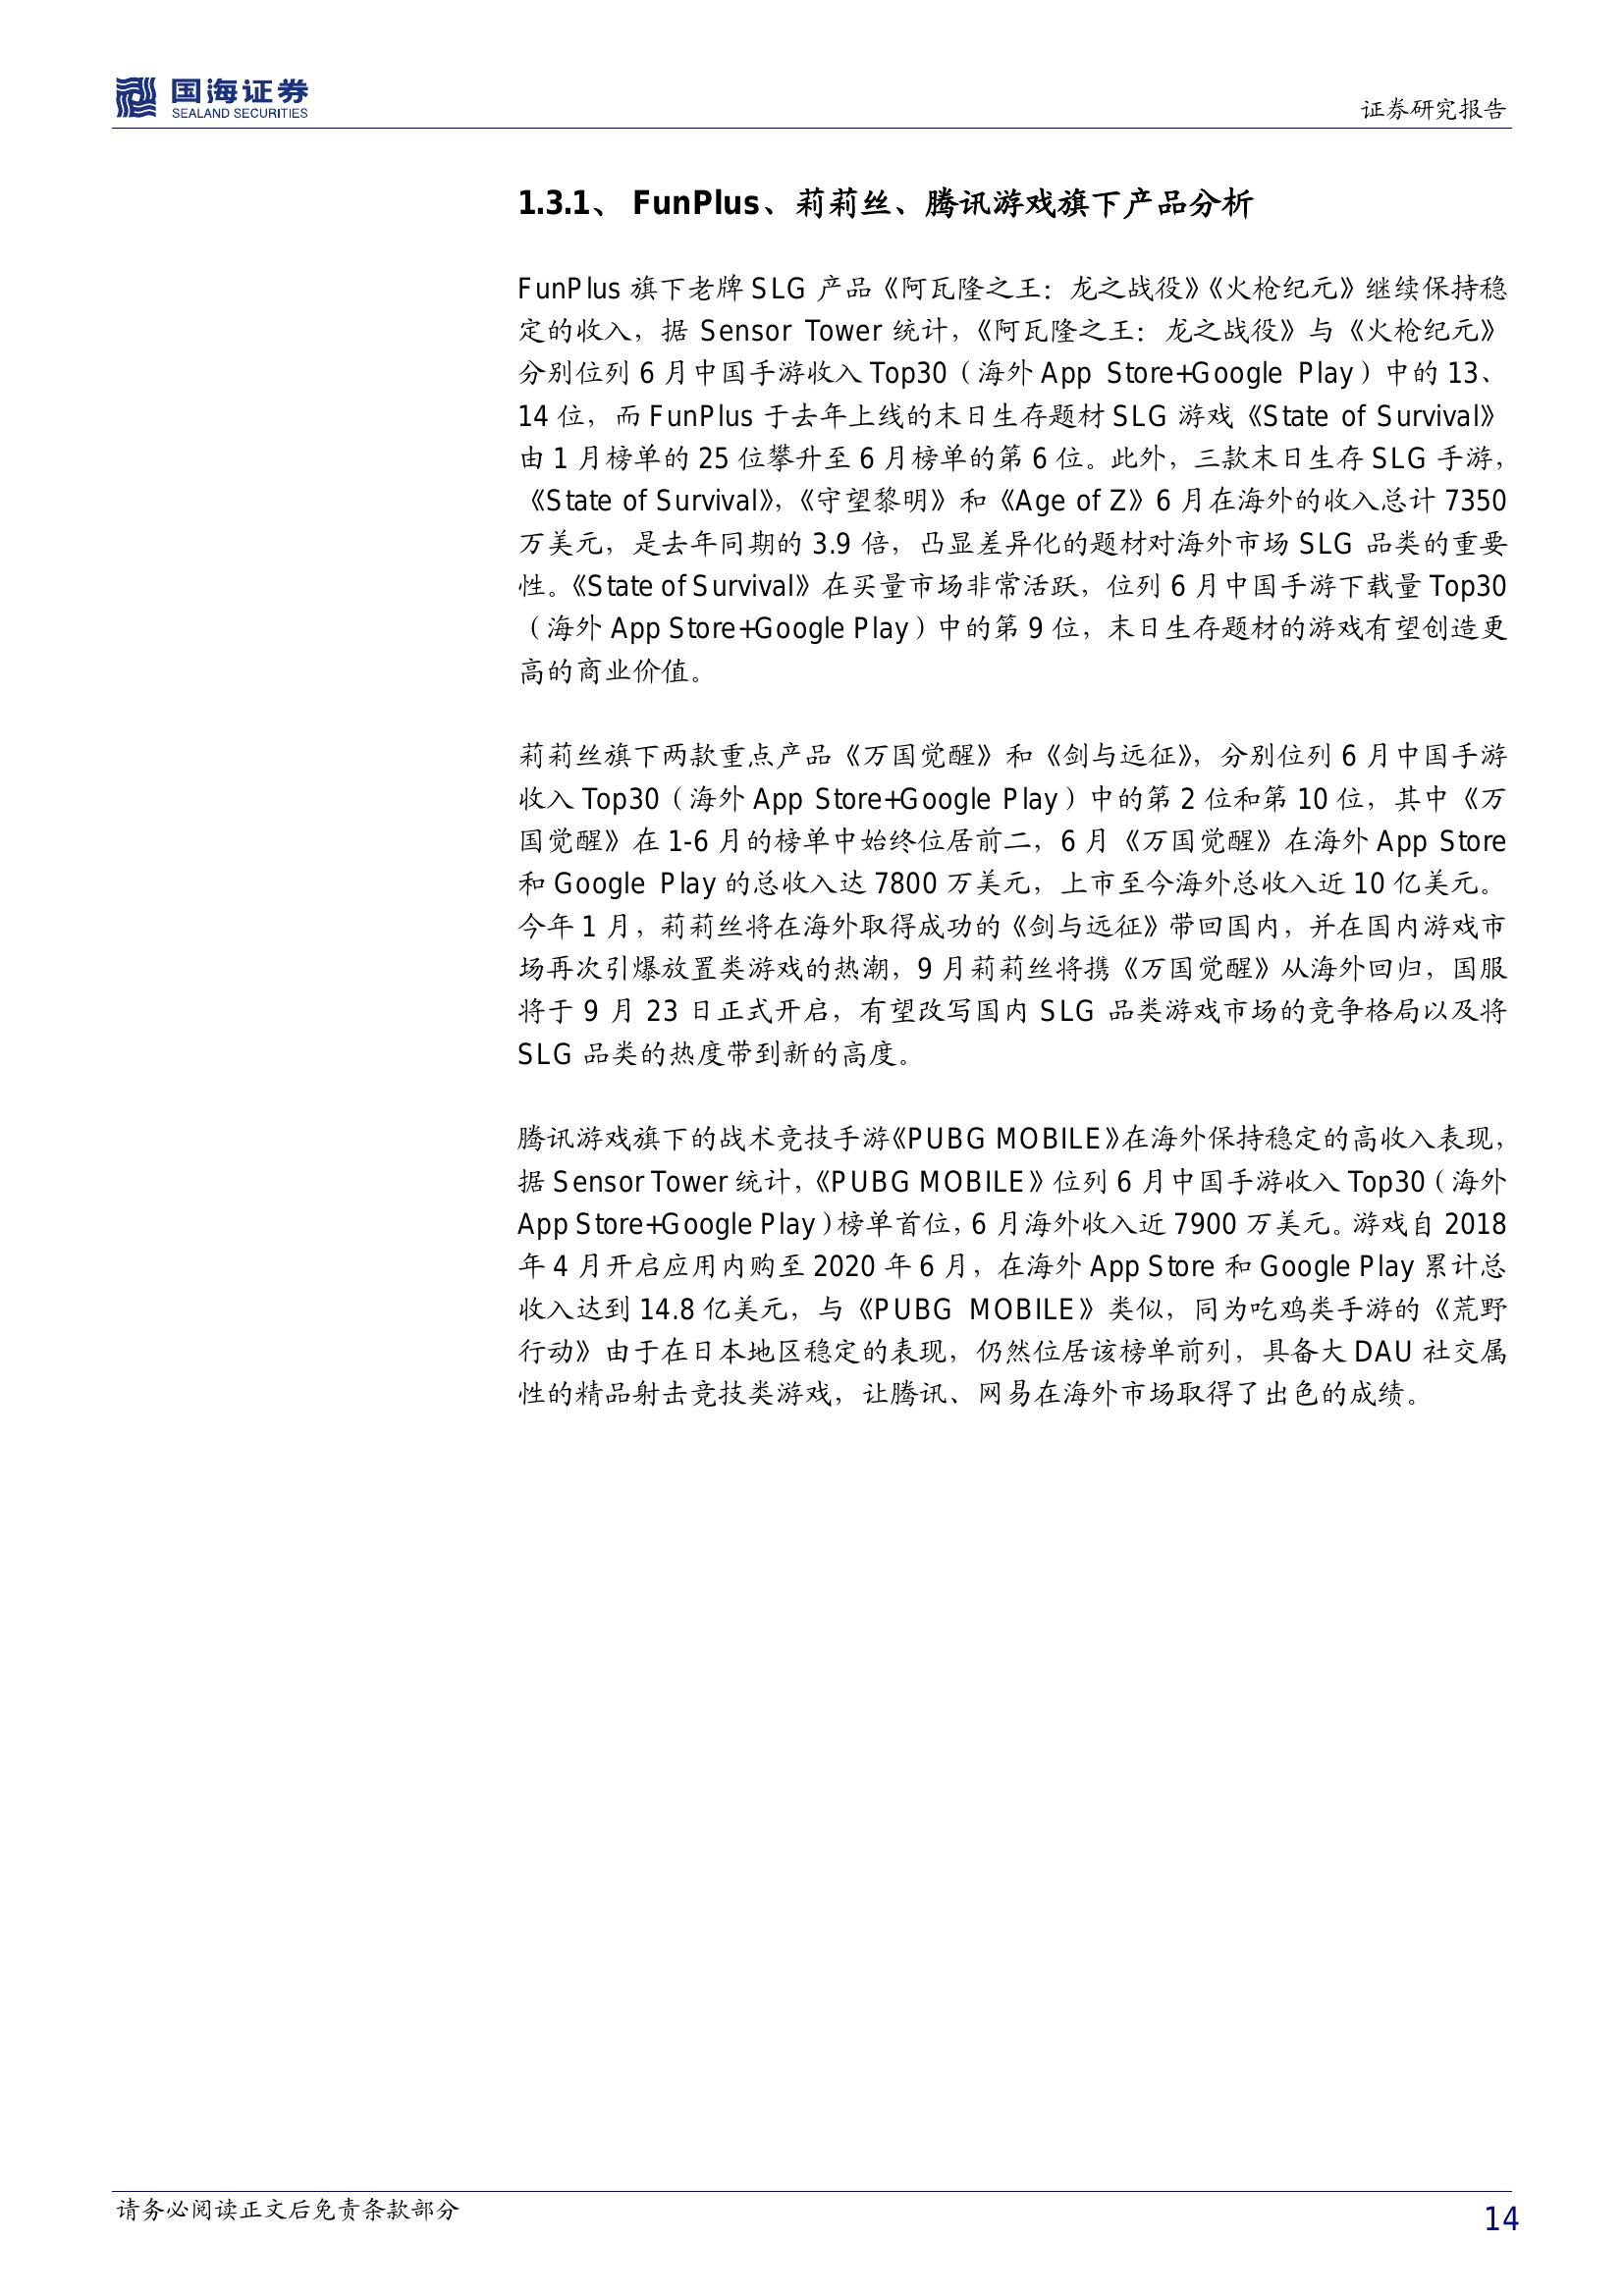 国海证券
SEALAND SECURITIES
证券研究报告
1.3.1、 FunPlus、莉莉丝、腾讯游戏旗下产品分析
FunPlus 旗下老牌 SLG 产品《阿瓦隆之王：龙之战役》《火枪纪元》继续保持稳
定的收入，据 Sensor Tower 统计，《阿瓦隆之王：龙之战役》与《火枪纪元》
分别位列 6 月中国手游收入 Top30（海外 App Store+Google Play）中的 13、
14 位，而 FunPlus 于去年上线的末日生存题材 SLG 游戏《State of Survival》
由 1 月榜单的 25 位攀升至 6 月榜单的第 6 位。此外，三款末日生存 SLG 手游，
《State of Survival》，《守望黎明》和《Age of Z》6 月在海外的收入总计 7350
万美元，是去年同期的 3.9 倍，凸显差异化的题材对海外市场 SLG 品类的重要
性。《State of Survival》在买量市场非常活跃，位列 6 月中国手游下载量 Top30
（海外 App Store+Google Play）中的第 9 位，末日生存题材的游戏有望创造更
高的商业价值。
莉莉丝旗下两款重点产品《万国觉醒》和《剑与远征》，分别位列 6 月中国手游
收入 Top30（海外 App Store+Google Play）中的第 2 位和第 10 位，其中《万
国觉醒》在 1-6 月的榜单中始终位居前二，6 月《万国觉醒》在海外 App Store
和 Google Play 的总收入达 7800 万美元，上市至今海外总收入近 10 亿美元。
今年 1 月，莉莉丝将在海外取得成功的《剑与远征》带回国内，并在国内游戏市
场再次引爆放置类游戏的热潮，9 月莉莉丝将携《万国觉醒》从海外回归，国服
将于 9 月 23 日正式开启，有望改写国内 SLG 品类游戏市场的竞争格局以及将
SLG 品类的热度带到新的高度。
腾讯游戏旗下的战术竞技手游《PUBG MOBILE》在海外保持稳定的高收入表现，
据 Sensor Tower 统计，《PUBG MOBILE》位列 6 月中国手游收入 Top30（海外
App Store+Google Play）榜单首位，6 月海外收入近 7900 万美元。游戏自 2018
年 4 月开启应用内购至 2020 年 6 月，在海外 App Store 和 Google Play 累计总
收入达到 14.8 亿美元，与《PUBG MOBILE》类似，同为吃鸡类手游的《荒野
行动》由于在日本地区稳定的表现，仍然位居该榜单前列，具备大 DAU 社交属
性的精品射击竞技类游戏，让腾讯、网易在海外市场取得了出色的成绩。
请务必阅读正文后免责条款部分
14